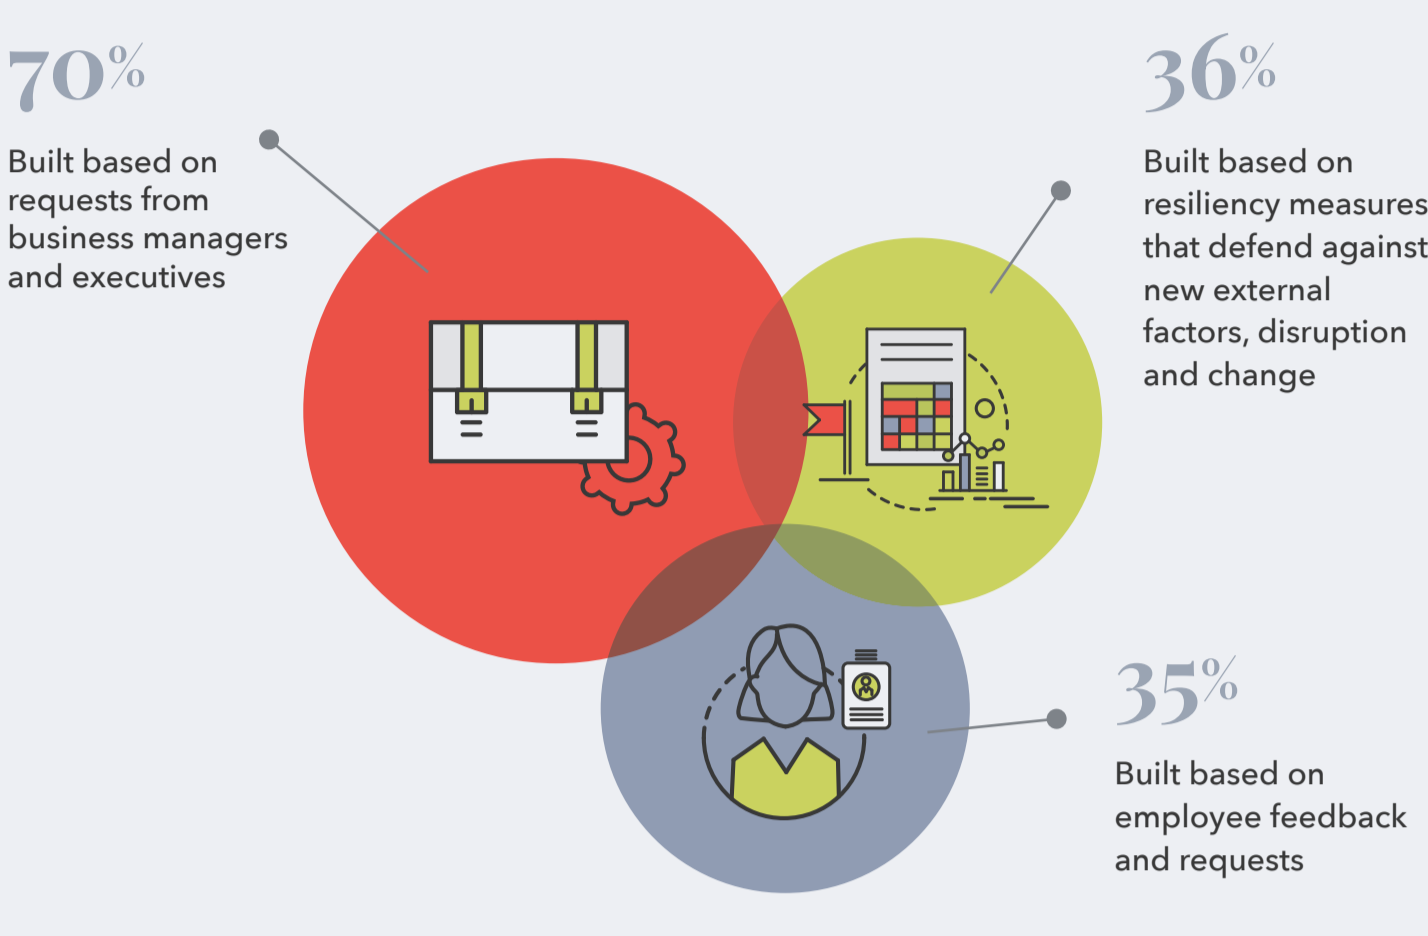 70%
Built based on
requests from
business managers
and executives
36%
Built based on
resiliency measures
that defend against
new external
factors, disruption
and change
35%
Built based on
employee feedback
and requests